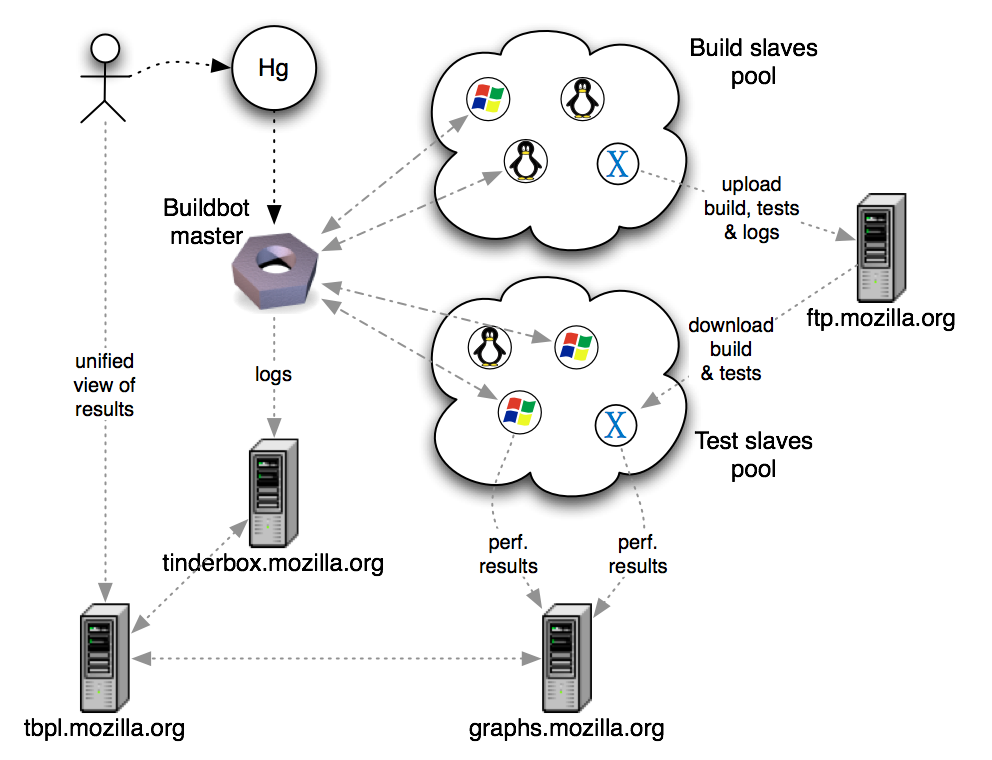 Hg
Build slaves
pool
X
upload
build, tests
& logs
Buildbot
master
ftp.mozilla.org
download
build
& tests
unified
view of
results
logs
X
Test slaves
pool
perf.
results
perf.
results
tinderbox.mozilla.org
tbpl.mozilla.org
graphs.mozilla.org